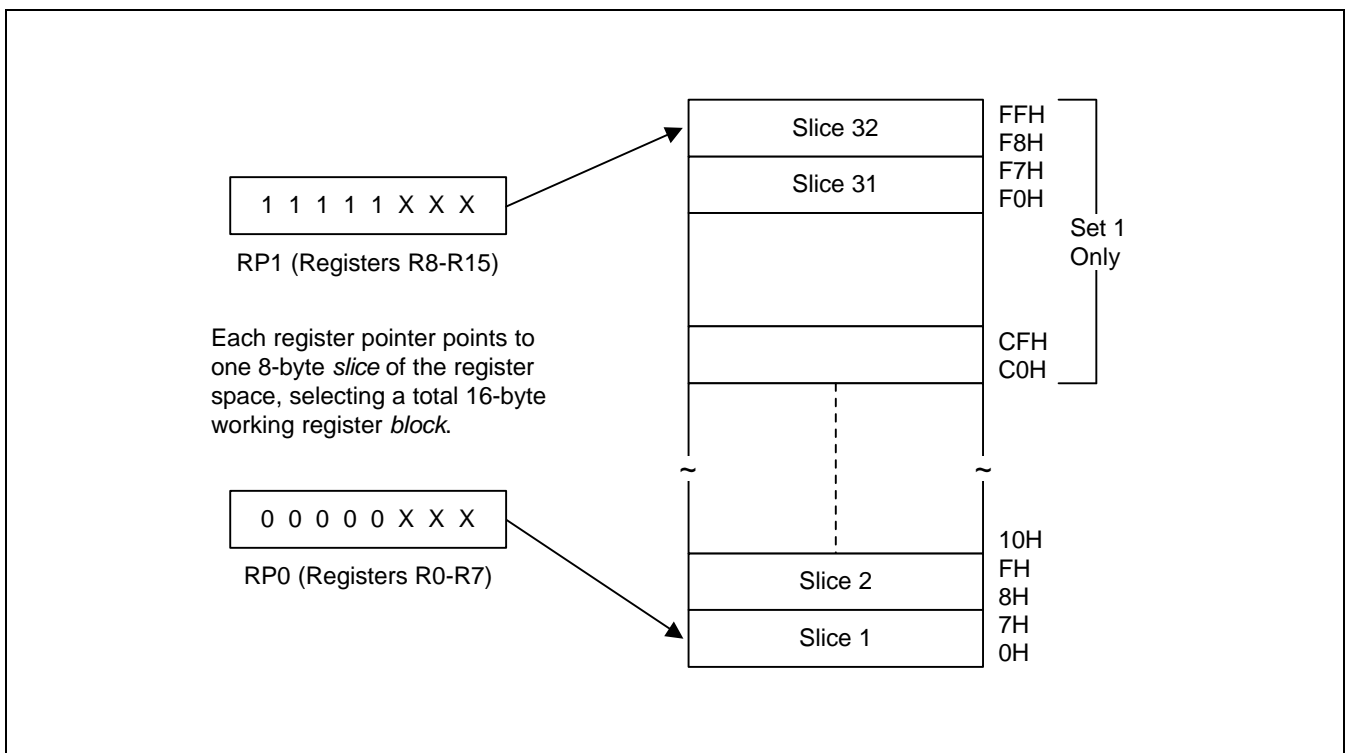 Slice 32
Slice 31
FFH
F8H
F7H
F0H
Set 1
Only
1 1 1 1 1 X X X
RP1 (Registers R8-R15)
Each register pointer points to
one 8-byte slice of the register
space, selecting a total 16-byte
working register block.
CFH
C0H
~ ~
0 0 0 0 0 X X X
RP0 (Registers R0-R7)
10H
FH
8H
7H
0H
Slice 2
Slice 1